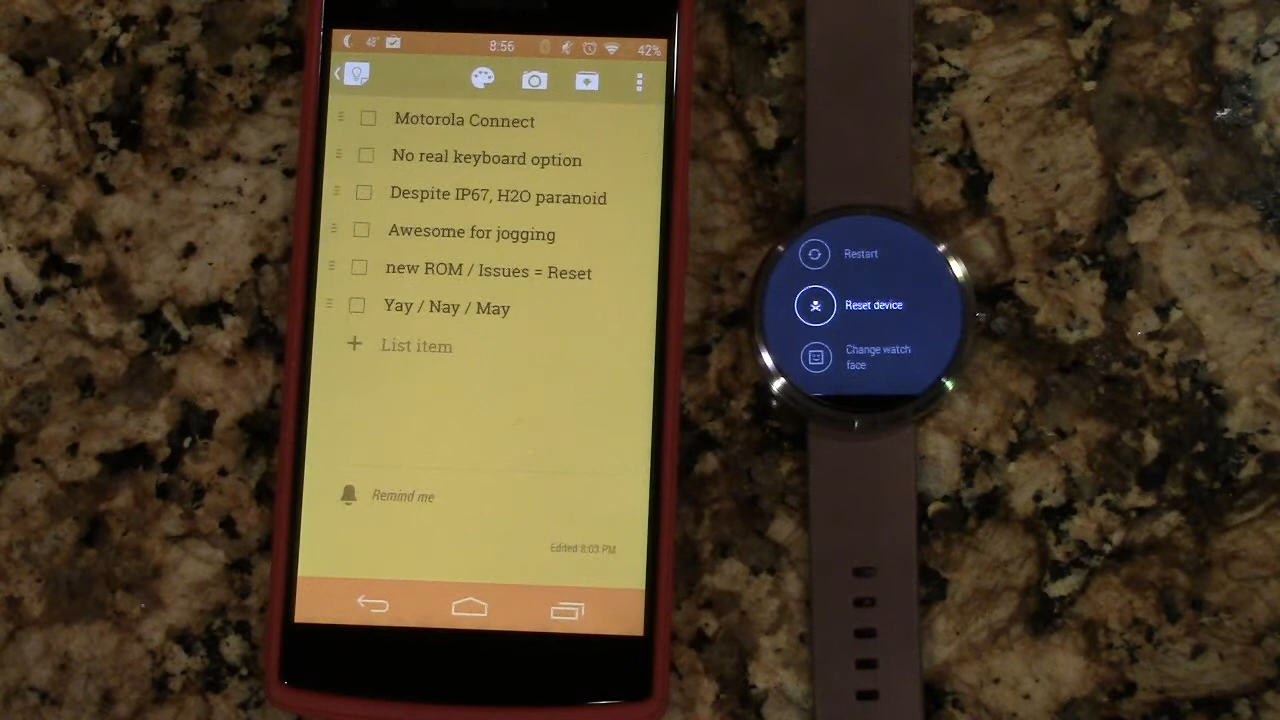 48° 8:56 42%
Motorola Connect
No real keyboard option
Despite IP67, H2O paranoid
Awesome for jogging
new ROM / Issues = Reset
Yay / Nay / May
+ List item
Remind me
Edited 8:03 PM
Restart
Reset device
Change watch
face